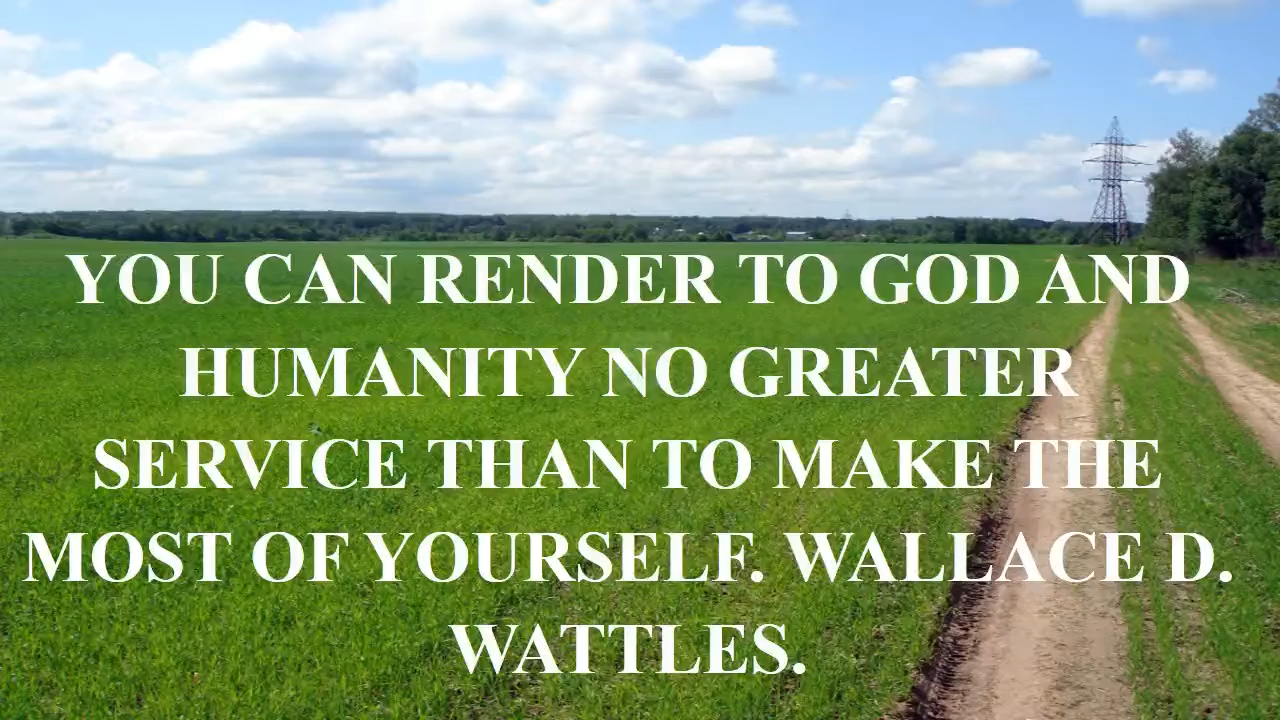 YOU CAN RENDER TO GOD AND
HUMANITY NO GREATER
SERVICE THAN TO MAKE THE
MOST OF YOURSELF. WALLACE D.
WATTLES.